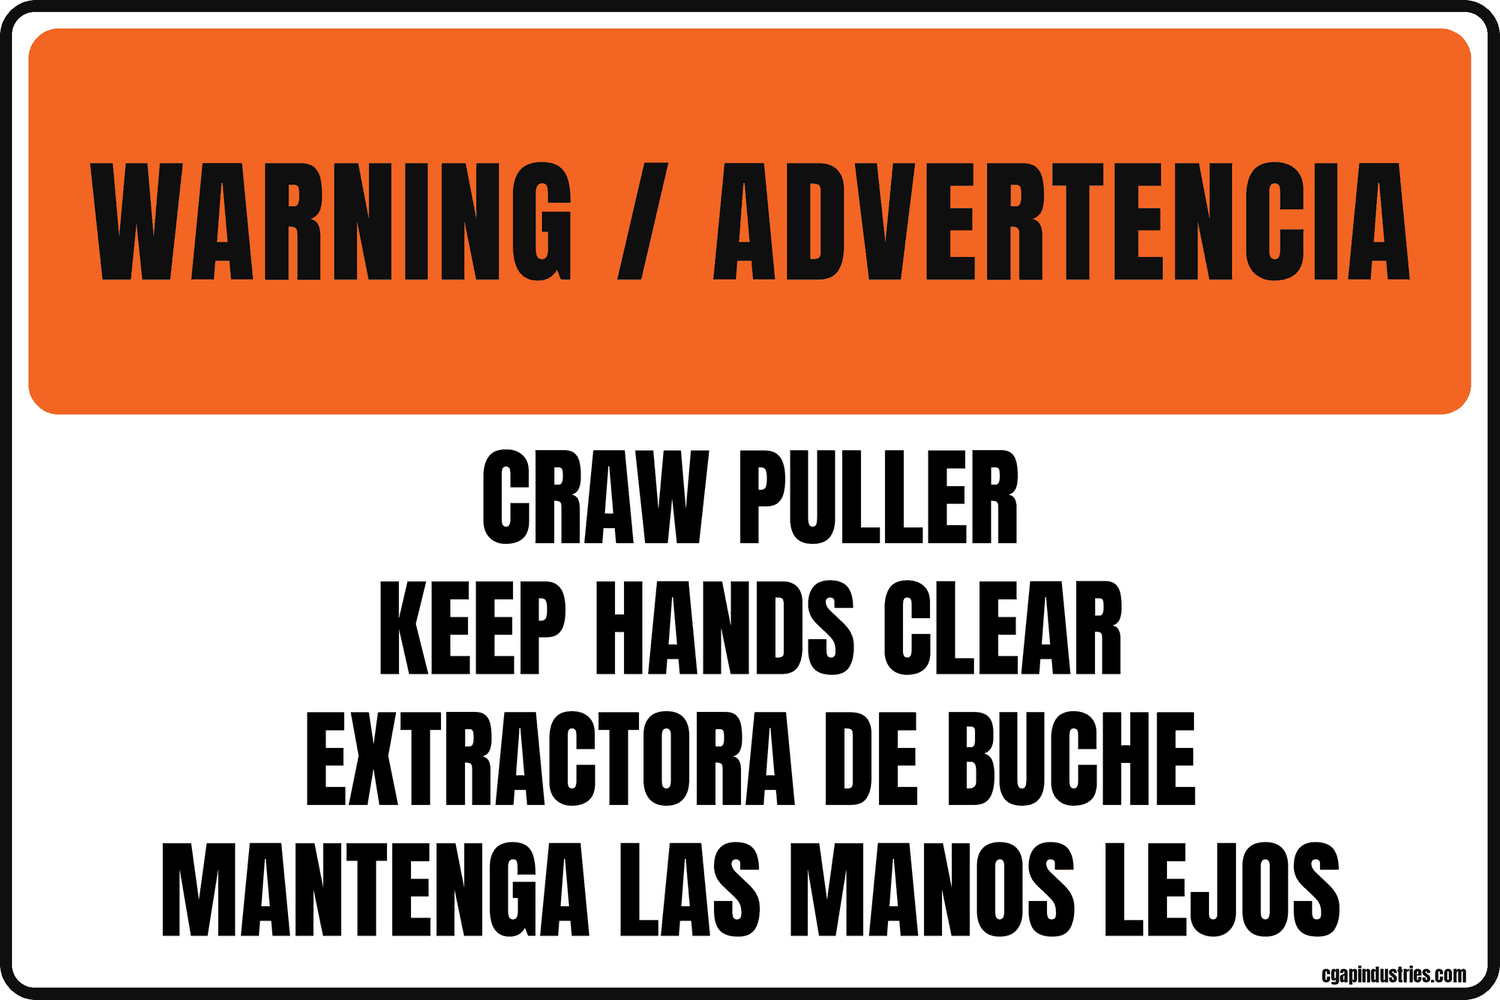 WARNING / ADVERTENCIA
CRAW PULLER
KEEP HANDS CLEAR
EXTRACTORA DE BUCHE
MANTENGA LAS MANOS LEJOS
cgapindustries.com